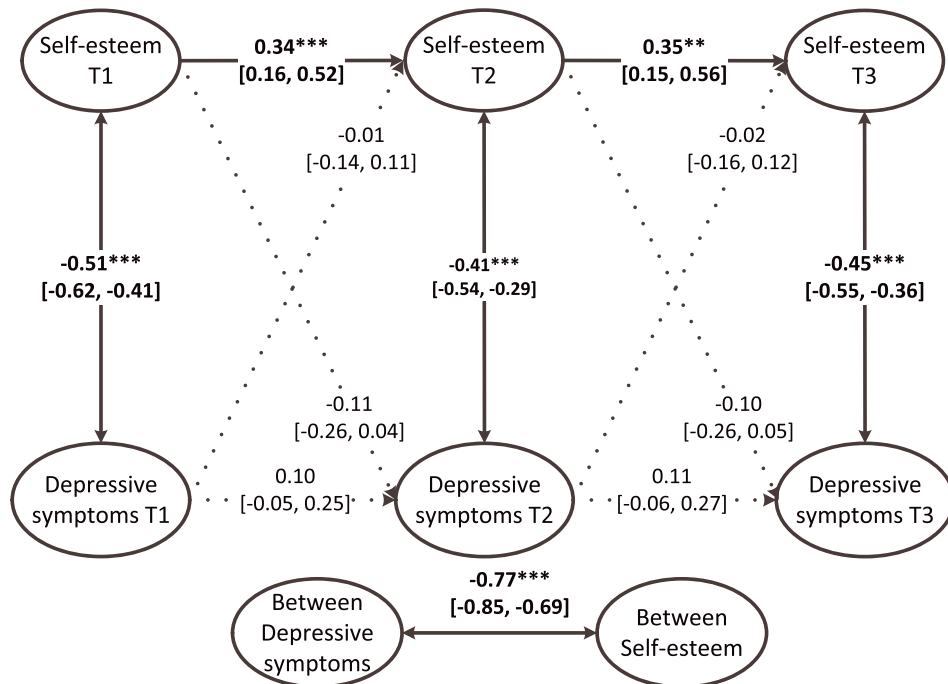 Self-esteem
T1
0.34***
[0.16, 0.52]
Self-esteem
T2
0.35**
[0.15, 0.56]
Self-esteem
T3
-0.01
[-0.14, 0.11]
-0.02
[-0.16, 0.12]
-0.51***
[-0.62, -0.41]
-0.41***
[-0.54, -0.29]
-0.45***
[-0.55, -0.36]
-0.11
[-0.26, 0.04]
-0.10
[-0.26, 0.05]
Depressive
symptoms T1
0.10
[-0.05, 0.25]
Depressive
symptoms T2
0.11
[-0.06, 0.27]
Depressive
symptoms T3
Between
Depressive
symptoms
-0.77***
[-0.85, -0.69]
Between
Self-esteem